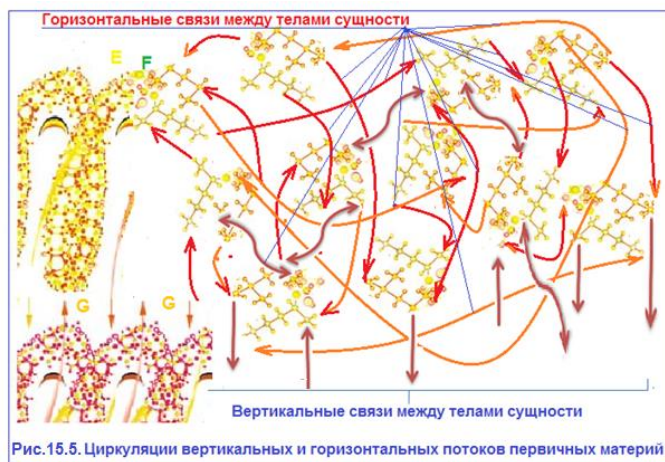 Горизонтальные связи между телами сущности
E
F
G
G
Вертикальные связи между телами сущности
Рис.15.5. Циркуляции вертикальных и горизонтальных потоков первичных материй